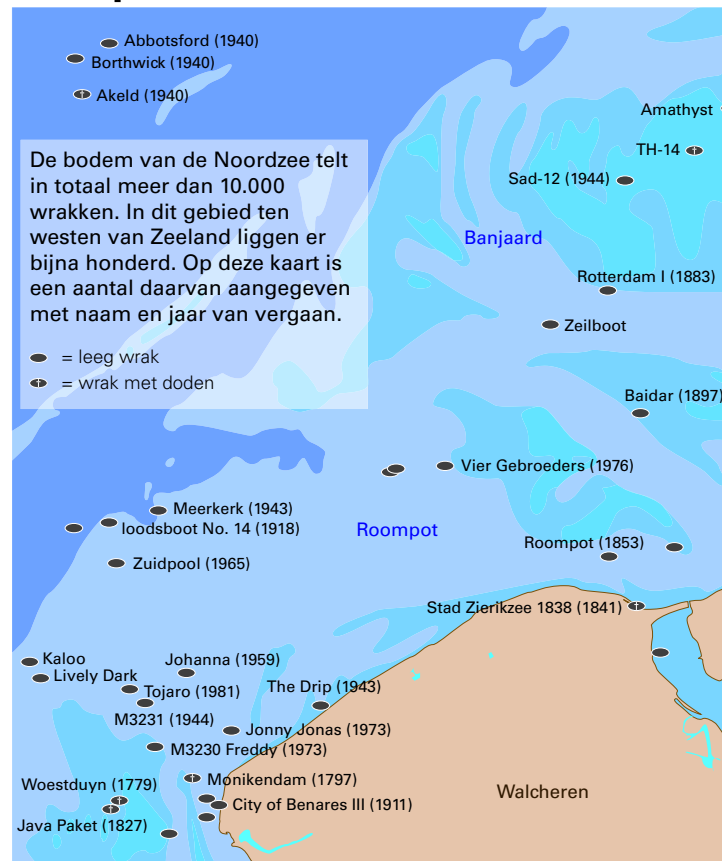 Abbotsford (1940)
Borthwick (1940)
Akeld (1940)
Amathyst
TH-14
Sad-12 (1944)
De bodem van de Noordzee telt
in totaal meer dan 10.000
wrakken. In dit gebied ten
westen van Zeeland liggen er
bijna honderd. Op deze kaart is
een aantal daarvan aangegeven
met naam en jaar van vergaan.
= leeg wrak
= wrak met doden
Banjaard
Rotterdam I (1883)
Zeilboot
Baidar (1897)
Vier Gebroeders (1976)
Meerkerk (1943)
loodsboot No. 14 (1918)
Roompot
Roompot (1853)
Zuidpool (1965)
Stad Zierikzee 1838 (1841)
Kaloo
Johanna (1959)
Lively Dark
Tojaro (1981)
The Drip (1943)
M3231 (1944)
Jonny Jonas (1973)
M3230 Freddy (1973)
Woestduyn (1779)
Monikendam (1797)
Walcheren
City of Benares III (1911)
Java Paket (1827)